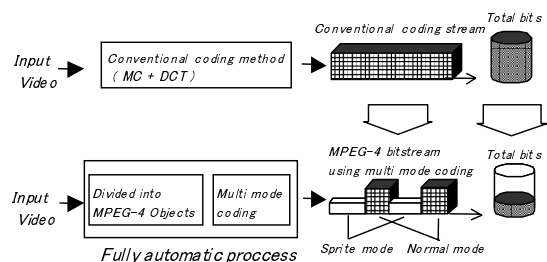 Conventional coding stream
Total bits
Input
Video
Conventional coding method
( MC + DCT )
MPEG-4 bitstream
using multi mode coding
Total bits
Input
Video
Divided into
MPEG-4 Objects
Multi mode
coding
Sprite mode
Normal mode
Fully automatic proccess